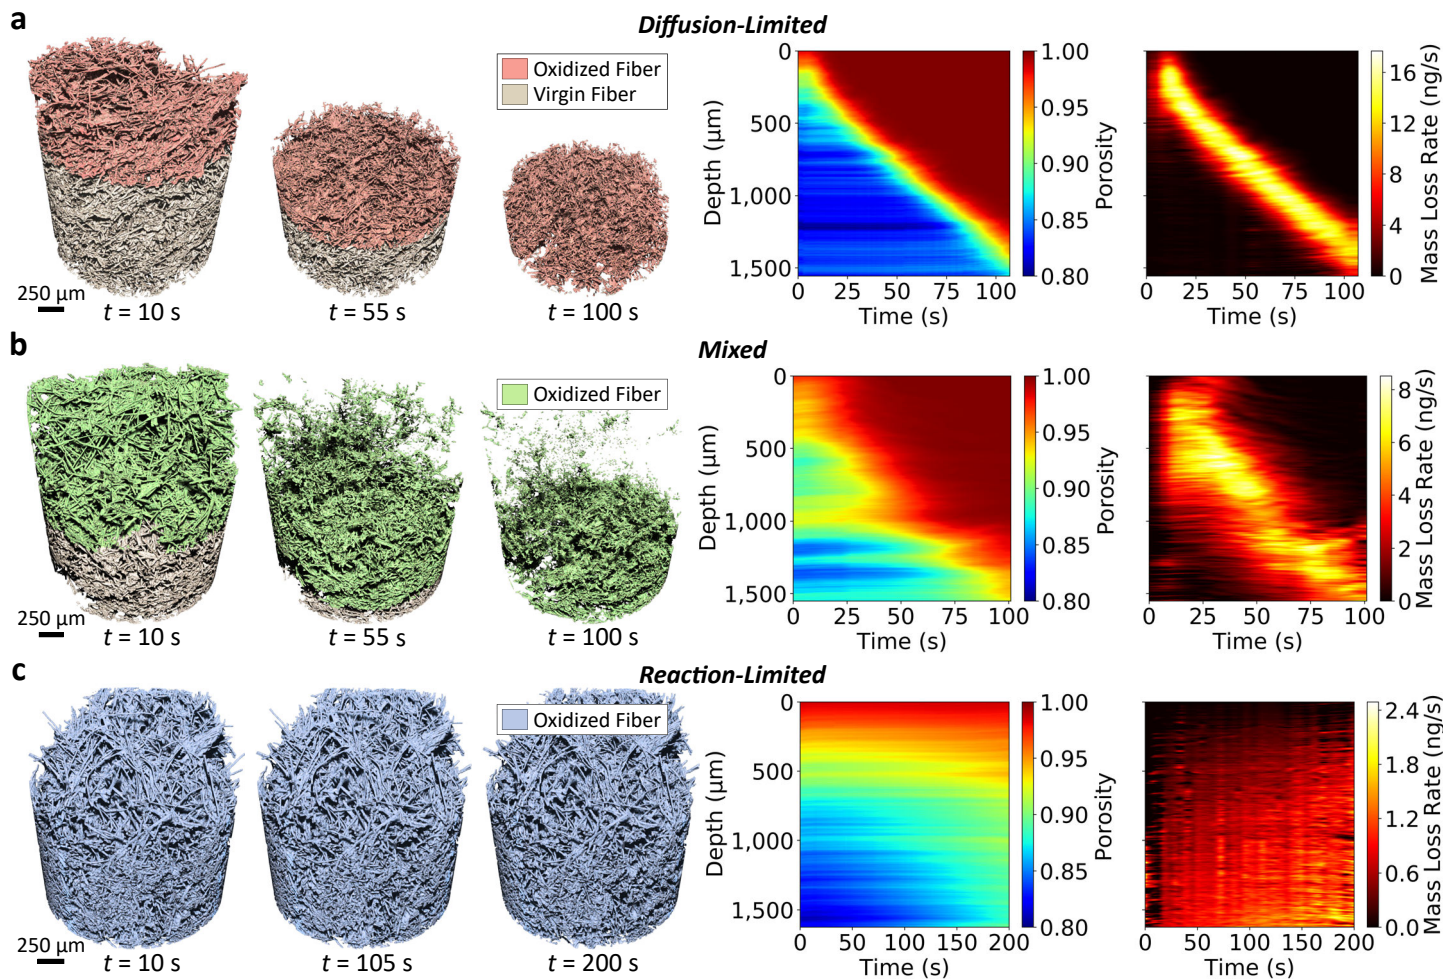 a
Diffusion-Limited
Oxidized Fiber
Virgin Fiber
250 µm
t = 10 s
t = 55 s
t = 100 s
0
500
1,000
1,500
Depth (µm)
0 25 50 75 100
Time (s)
1.00
0.95
0.90
0.85
0.80
Porosity
0 25 50 75 100
Time (s)
16
12
8
4
0
Mass Loss Rate (ng/s)
b
Mixed
Oxidized Fiber
250 µm
t = 10 s
t = 55 s
t = 100 s
0
500
1,000
1,500
Depth (µm)
0 25 50 75 100
Time (s)
1.00
0.95
0.90
0.85
0.80
Porosity
0 25 50 75 100
Time (s)
8
6
4
2
0
Mass Loss Rate (ng/s)
c
Reaction-Limited
Oxidized Fiber
250 µm
t = 10 s
t = 105 s
t = 200 s
0
500
1,000
1,500
Depth (µm)
0 50 100 150 200
Time (s)
1.00
0.95
0.90
0.85
0.80
Porosity
0 50 100 150 200
Time (s)
2.4
1.8
1.2
0.6
0.0
Mass Loss Rate (ng/s)